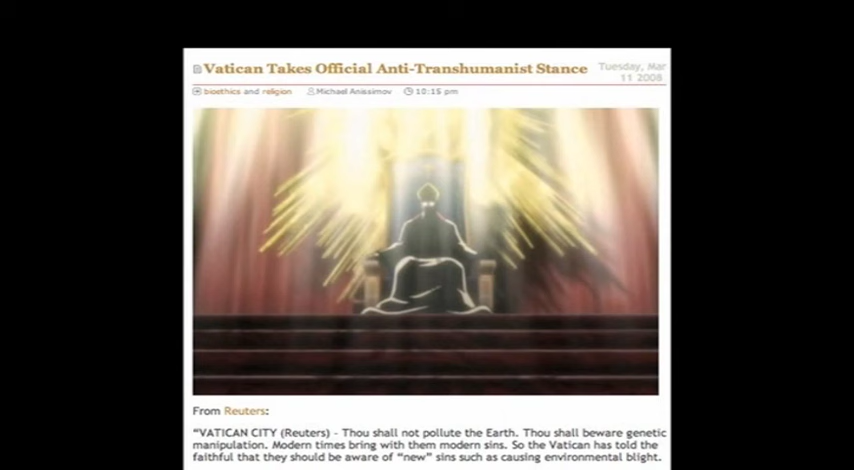 Vatican Takes Official Anti-Transhumanist Stance
Tuesday, Mar
11 2008
bioethics and religion Michael Anissimov 10:15 pm
From Reuters:
"VATICAN CITY (Reuters) - Thou shall not pollute the Earth. Thou shall beware genetic
manipulation. Modern times bring with them modern sins. So the Vatican has told the
faithful that they should be aware of “new” sins such as causing environmental blight.